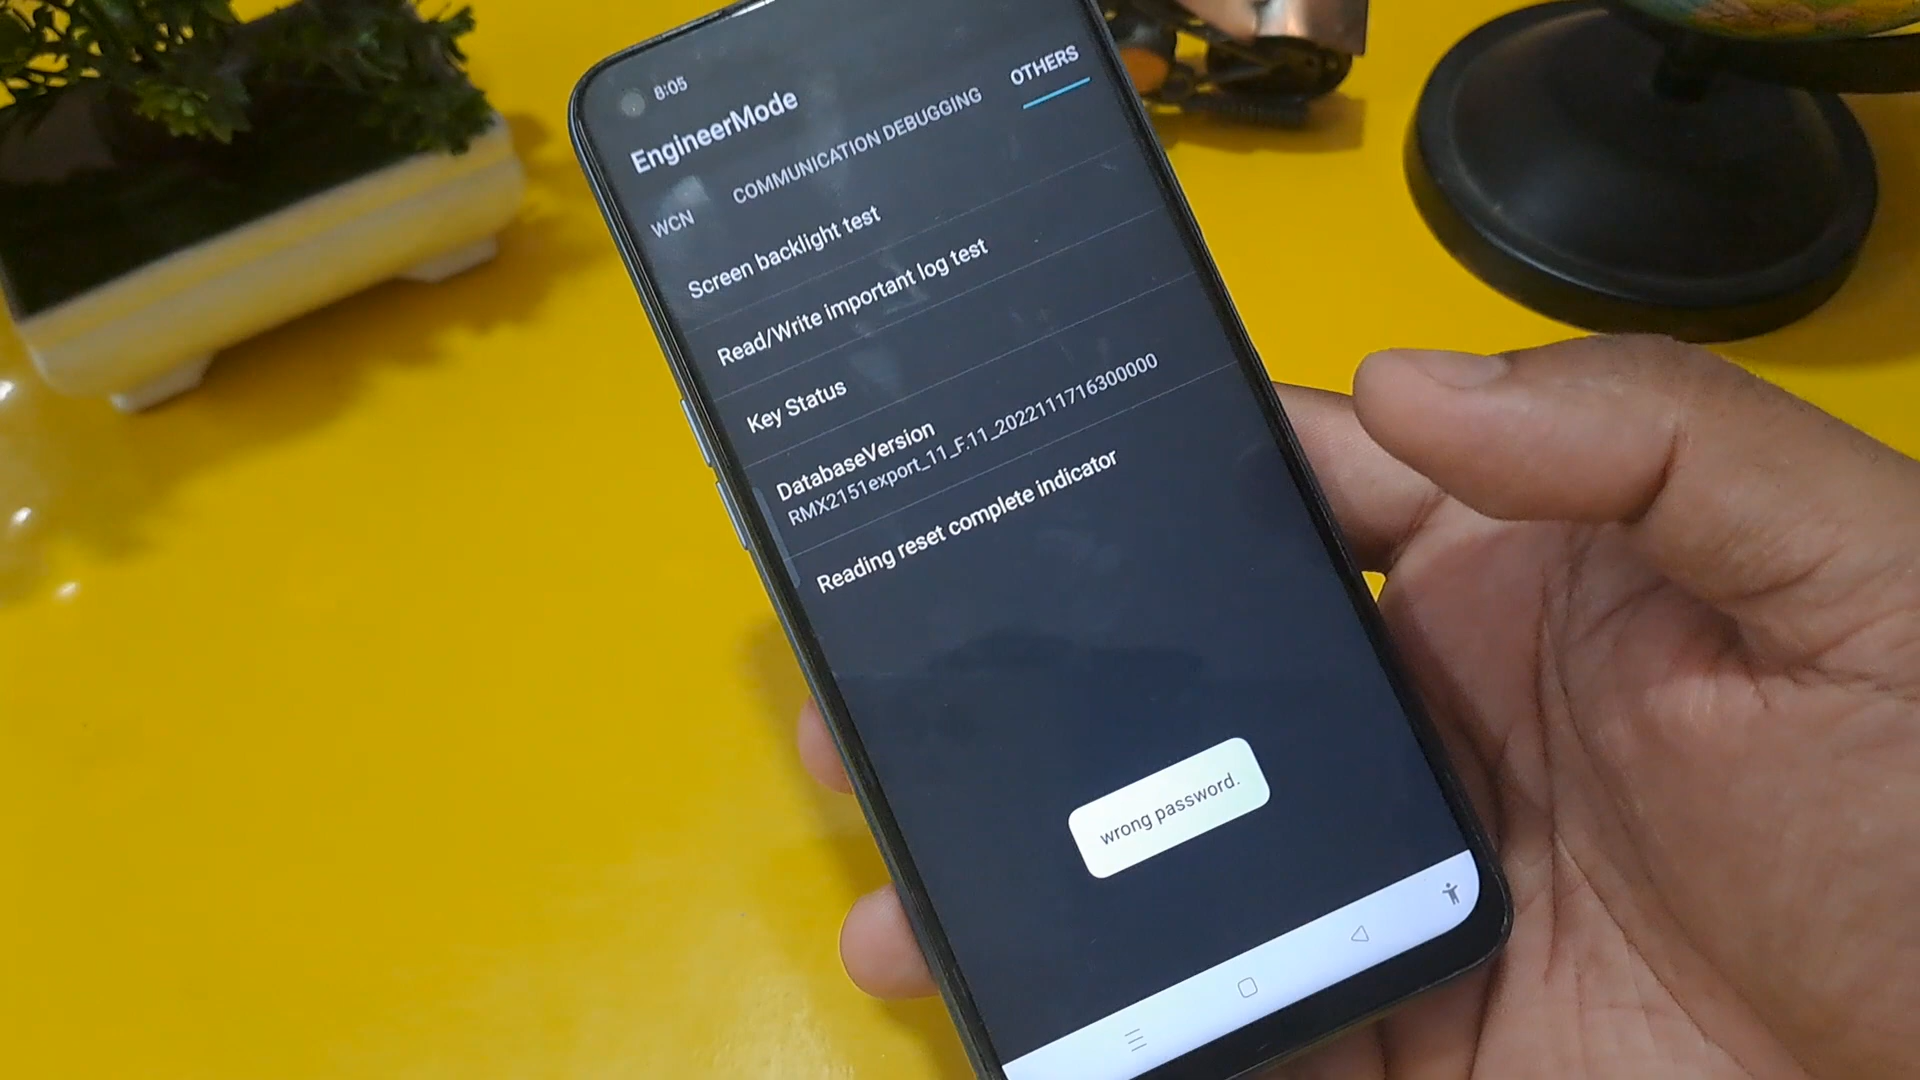 8:05
EngineerMode
WCN COMMUNICATION DEBUGGING OTHERS
Screen backlight test
Read/Write important log test
Key Status
DatabaseVersion
RMX2151export_11_F.11_2022111716300000
Reading reset complete indicator
wrong password.